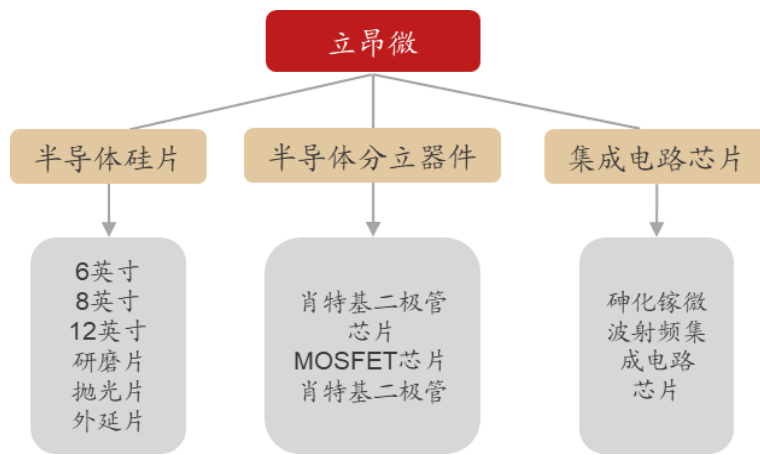 立昂微
半导体硅片
半导体分立器件
集成电路芯片
6英寸
8英寸
12英寸
研磨片
抛光片
外延片
肖特基二极管
芯片
MOSFET芯片
肖特基二极管
砷化镓微
波射频集
成电路
芯片